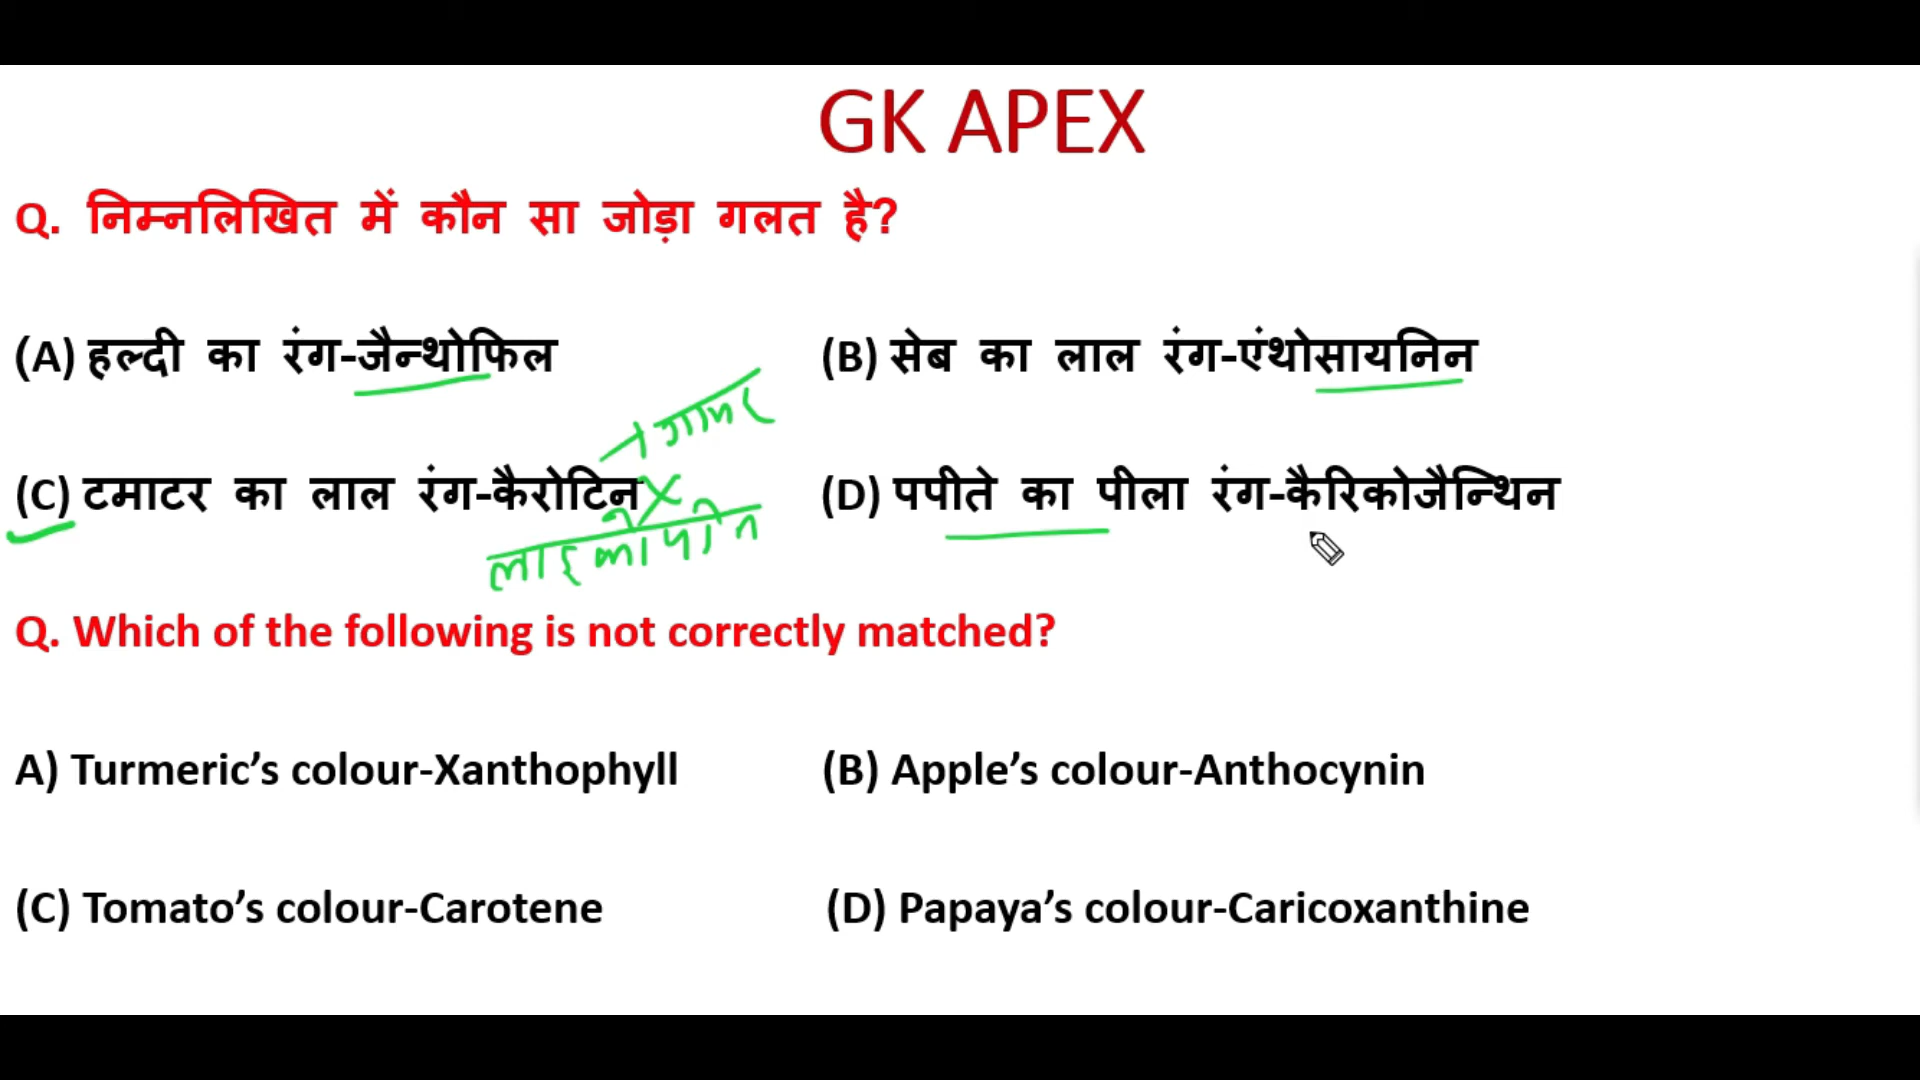 GK APEX
Q. निम्नलिखित में कौन सा जोड़ा गलत है?
(A) हल्दी का रंग-जैन्थोफिल (B) सेब का लाल रंग-एंथोसायनिन
गाजर
(C) टमाटर का लाल रंग-कैरोटिन (D) पपीते का पीला रंग-कैरिकोजैन्थिन
लाइकोपीन
Q. Which of the following is not correctly matched?
A) Turmeric’s colour-Xanthophyll (B) Apple’s colour-Anthocynin
(C) Tomato’s colour-Carotene (D) Papaya’s colour-Caricoxanthine